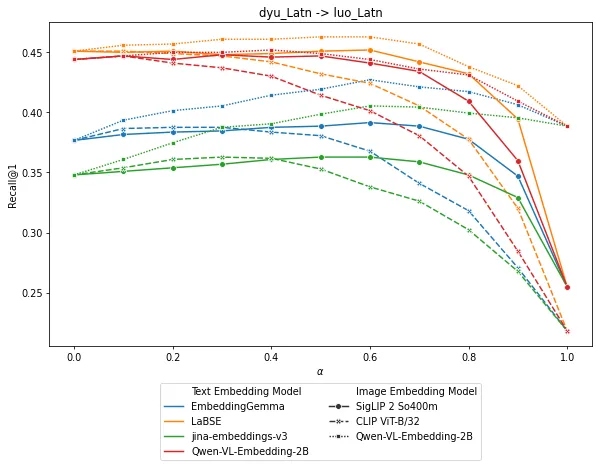 dyu_Latn -> luo_Latn
Recall@1
0.45
0.40
0.35
0.30
0.25
0.0
0.2
0.4
0.6
0.8
1.0
α
Text Embedding Model
EmbeddingGemma
LaBSE
jina-embeddings-v3
Qwen-VL-Embedding-2B
Image Embedding Model
SigLIP 2 So400m
CLIP ViT-B/32
Qwen-VL-Embedding-2B